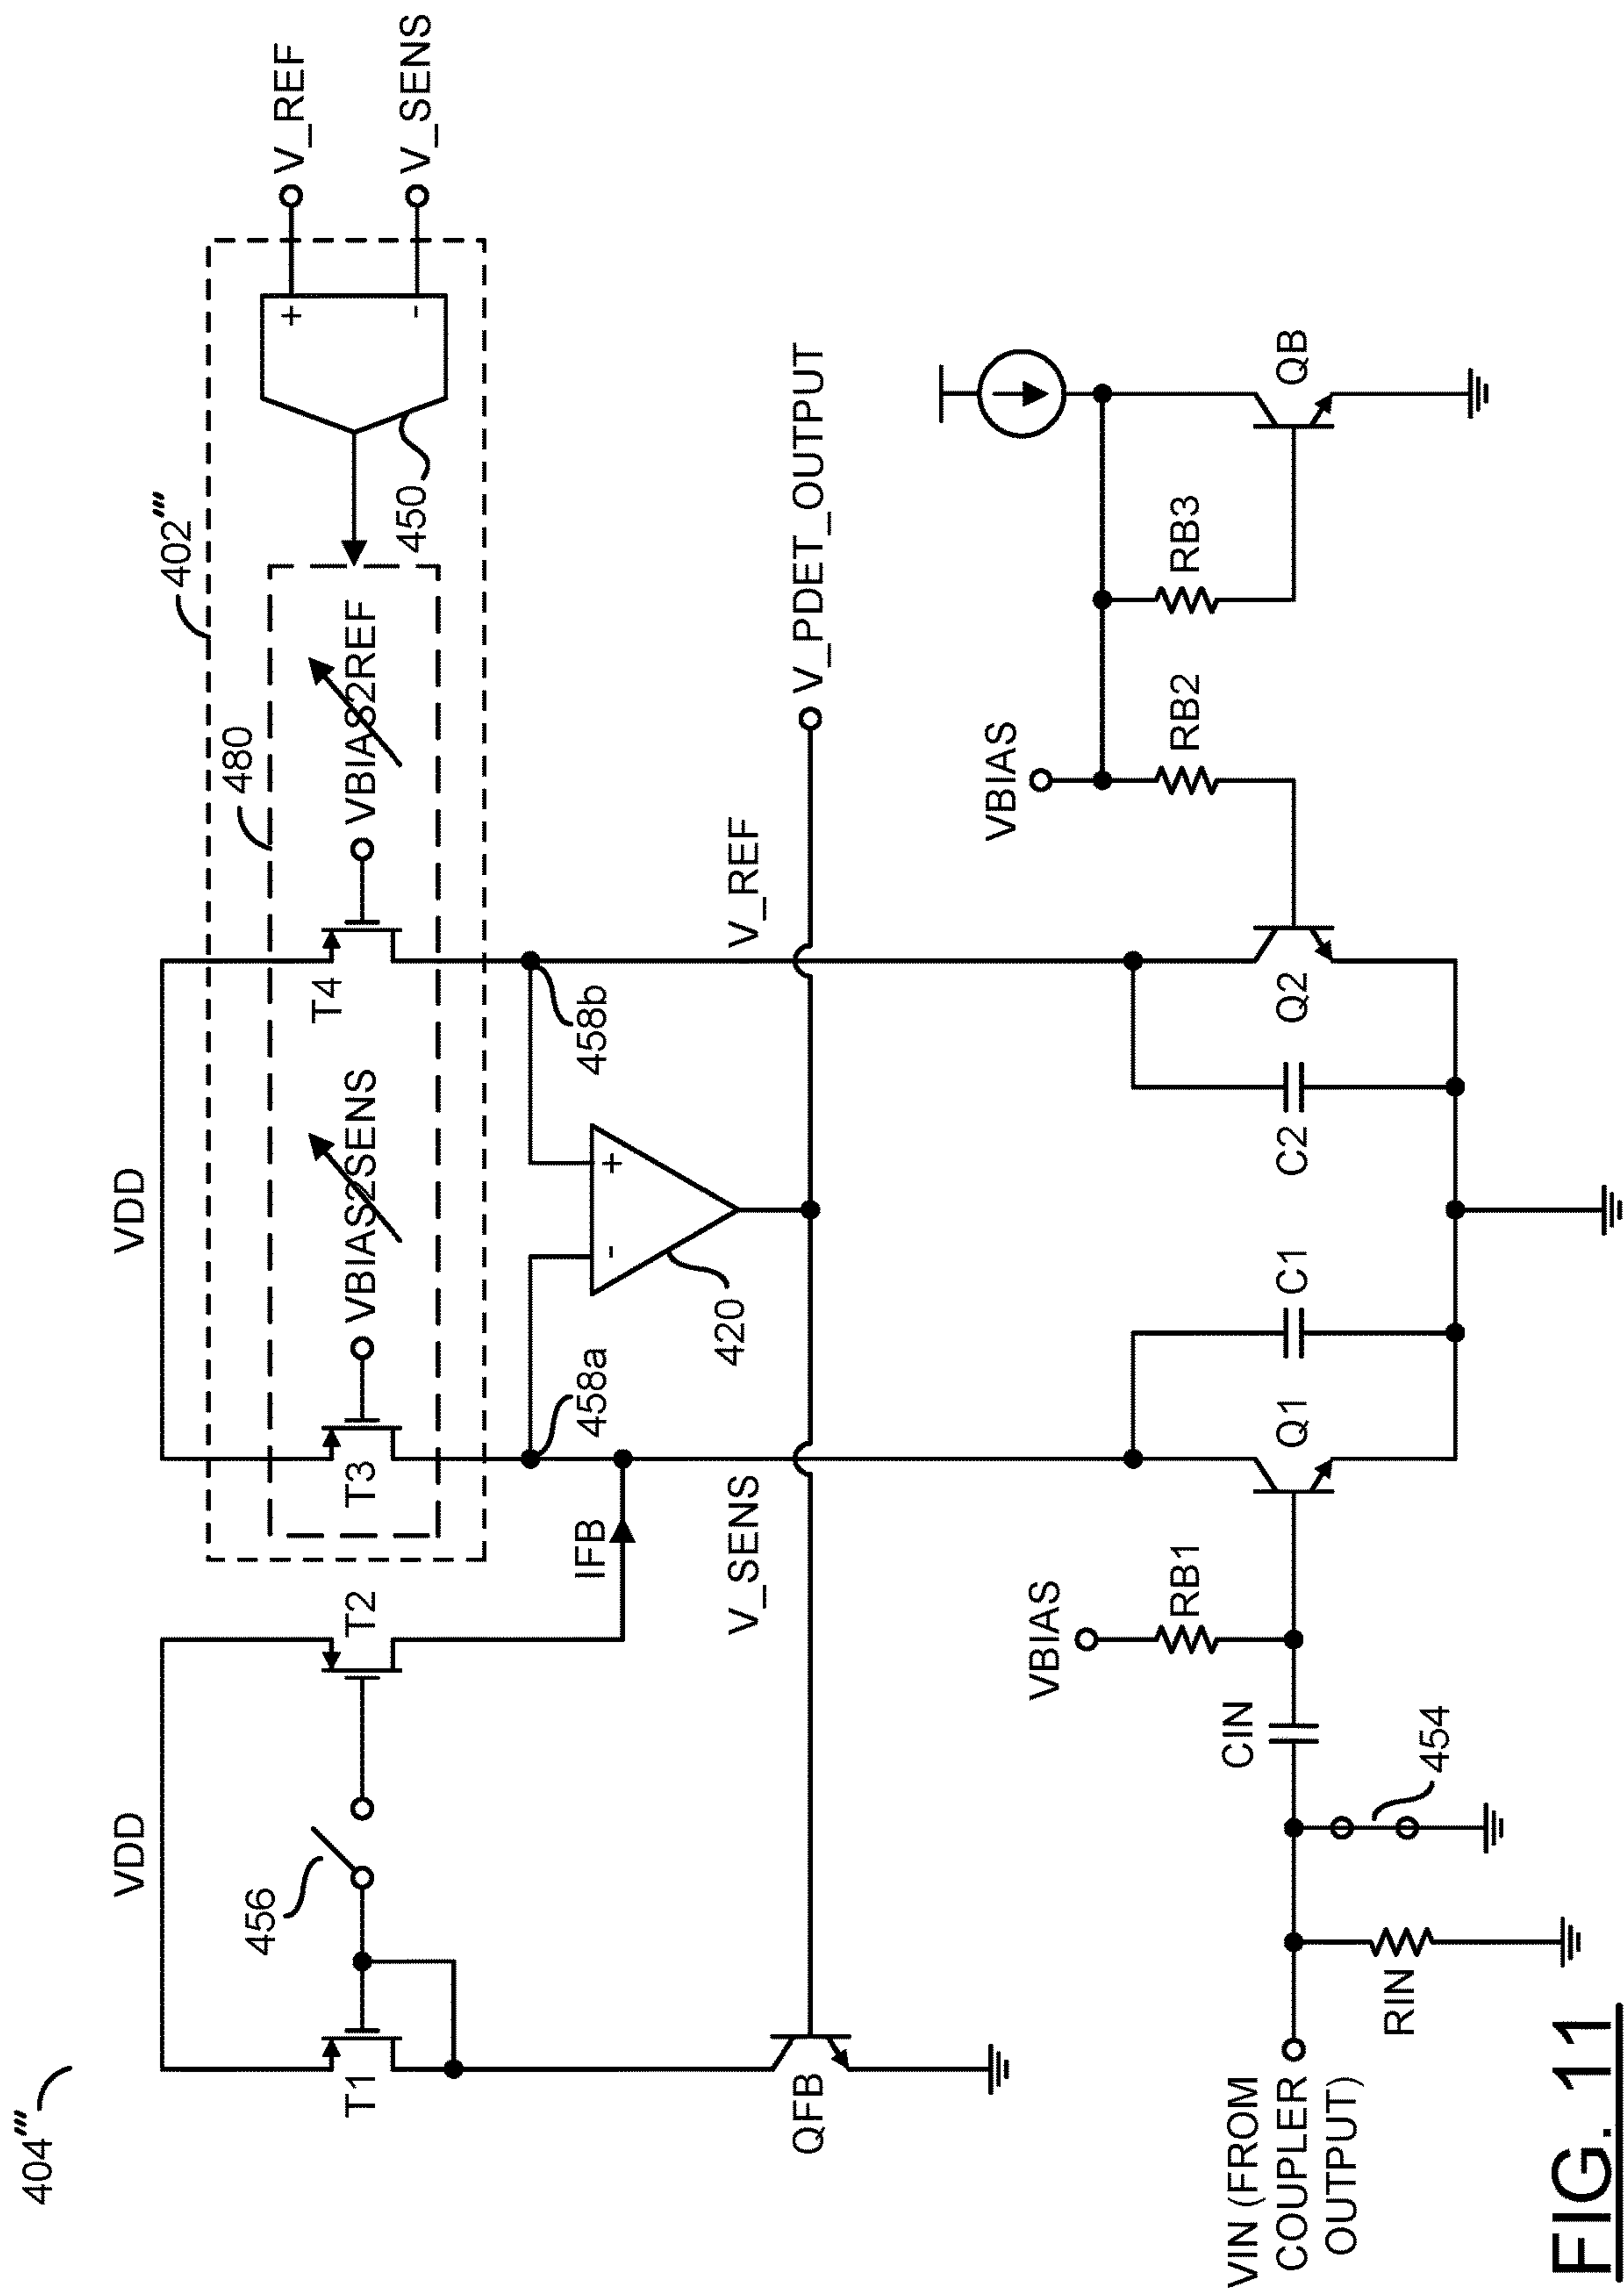 404'''
402'''
480
VDD
VDD
T1
456
T2
T3
VBIAS2SENS
T4
VBIAS2REF
450
+
-
V_REF
V_SENS
IFB
458a
458b
-
+
420
V_SENS
V_REF
V_PDET_OUTPUT
QFB
VBIAS
RB1
VBIAS
RB2
RB3
QB
VIN (FROM
COUPLER
OUTPUT)
RIN
454
CIN
Q1
C1
C2
Q2
FIG. 11